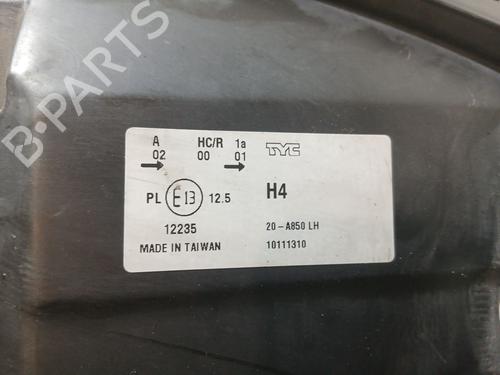 A HC/R 1a TYC
02 00 01
PL E13 12.5 H4
12235 20-A850 LH
MADE IN TAIWAN 10111310
B-PARTS